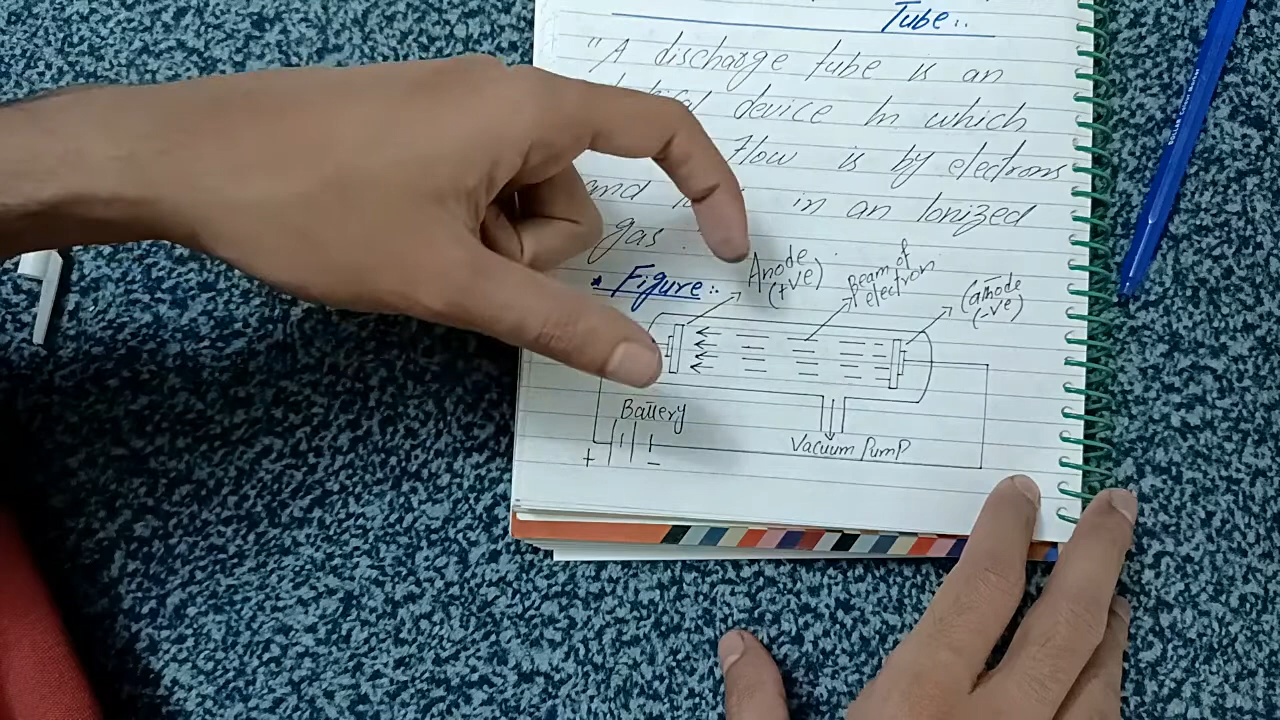 Tube:.
"A discharge tube is an
device In which
Flow is by electrons
and in an Ionized
gas.
* Figure:.
Anode
(+ve)
Beam of
electron
Cathode
(-ve)
Battery
+ -
Vacuum Pump